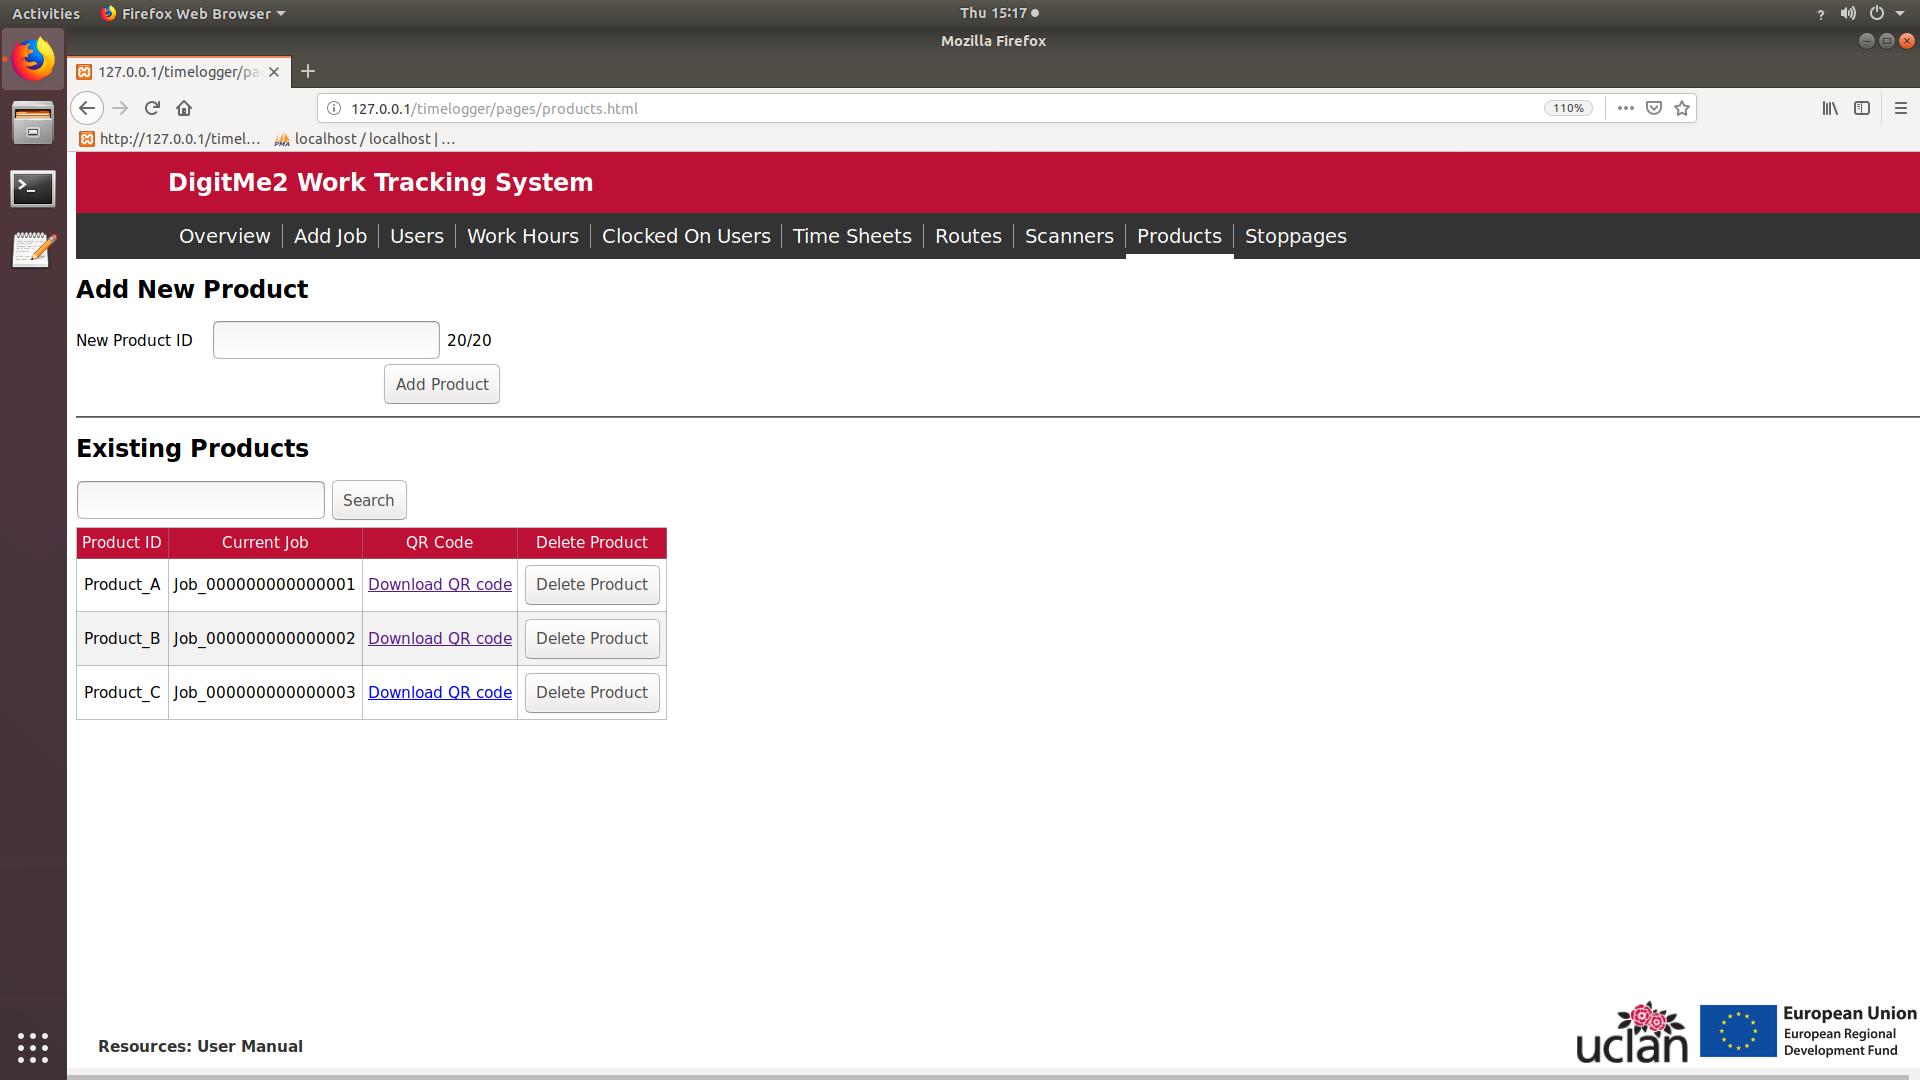 Activities Firefox Web Browser Thu 15:17 ?
Mozilla Firefox
127.0.0.1/timelogger/pa
127.0.0.1/timelogger/pages/products.html 110%
http://127.0.0.1/timel… localhost / localhost | …
PMA
DigitMe2 Work Tracking System
Overview Add Job Users Work Hours Clocked On Users Time Sheets Routes Scanners Products Stoppages
Add New Product
New Product ID 20/20
Add Product
Existing Products
Search
Product ID Current Job QR Code Delete Product
Product_A Job_000000000000001 Download QR code Delete Product
Product_B Job_000000000000002 Download QR code Delete Product
Product_C Job_000000000000003 Download QR code Delete Product
Resources: User Manual
uclan
European Union
European Regional
Development Fund